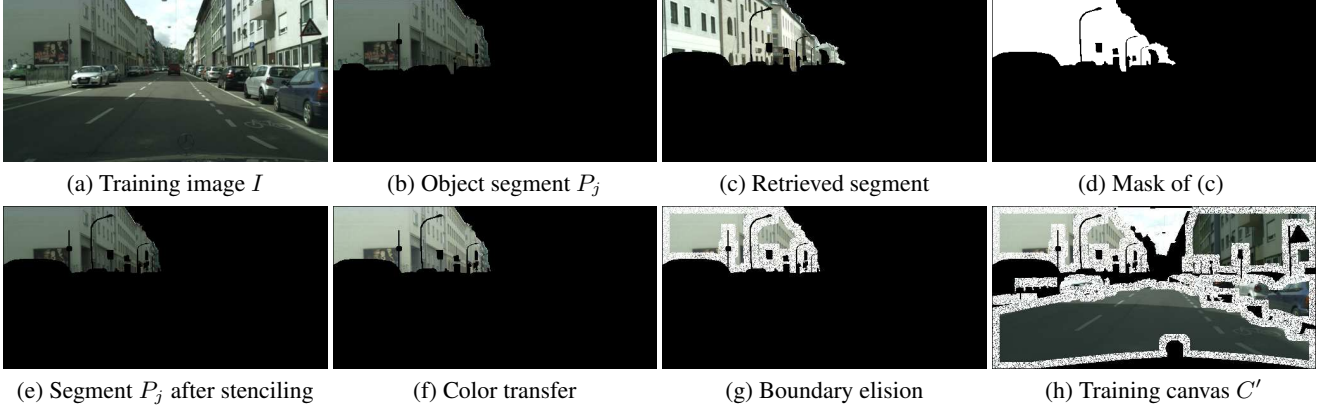 (a) Training image I
(b) Object segment Pj
(c) Retrieved segment
(d) Mask of (c)
(e) Segment Pj after stenciling
(f) Color transfer
(g) Boundary elision
(h) Training canvas C′